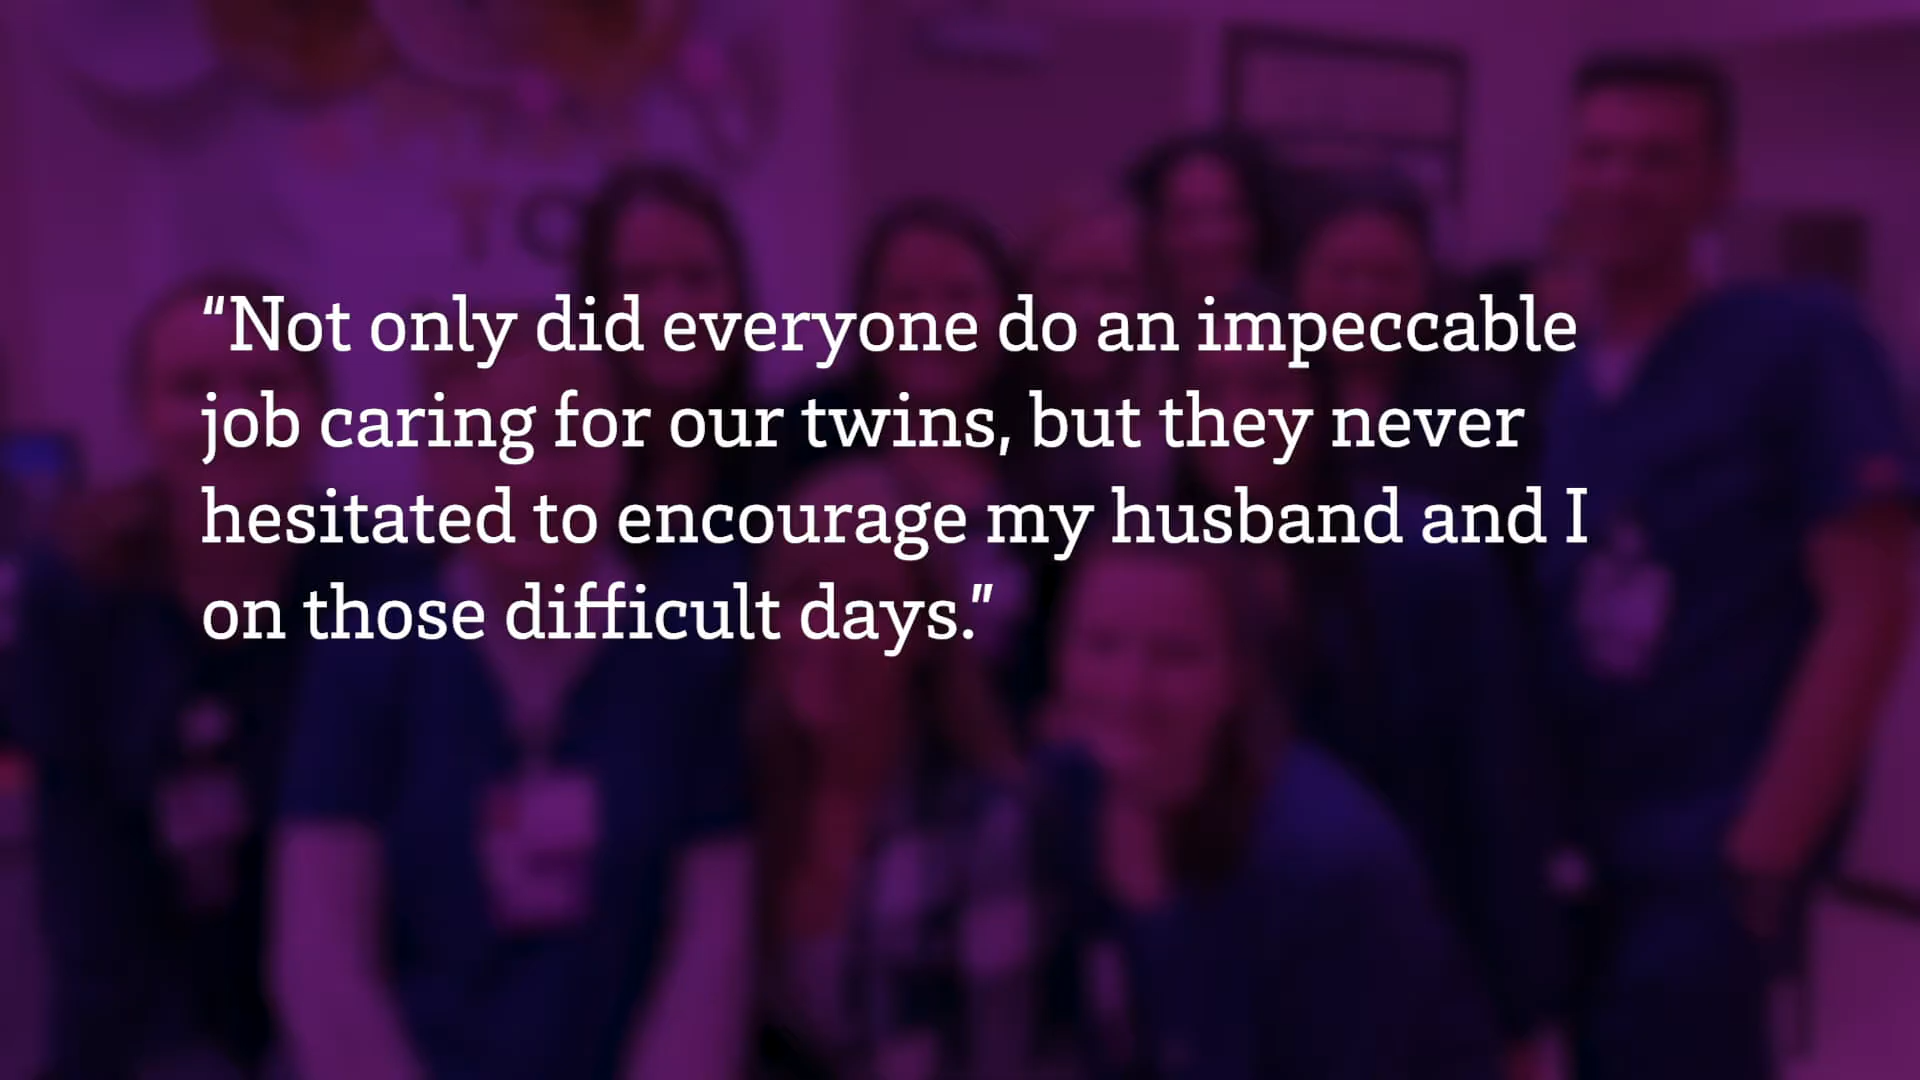 “Not only did everyone do an impeccable
job caring for our twins, but they never
hesitated to encourage my husband and I
on those difficult days.”